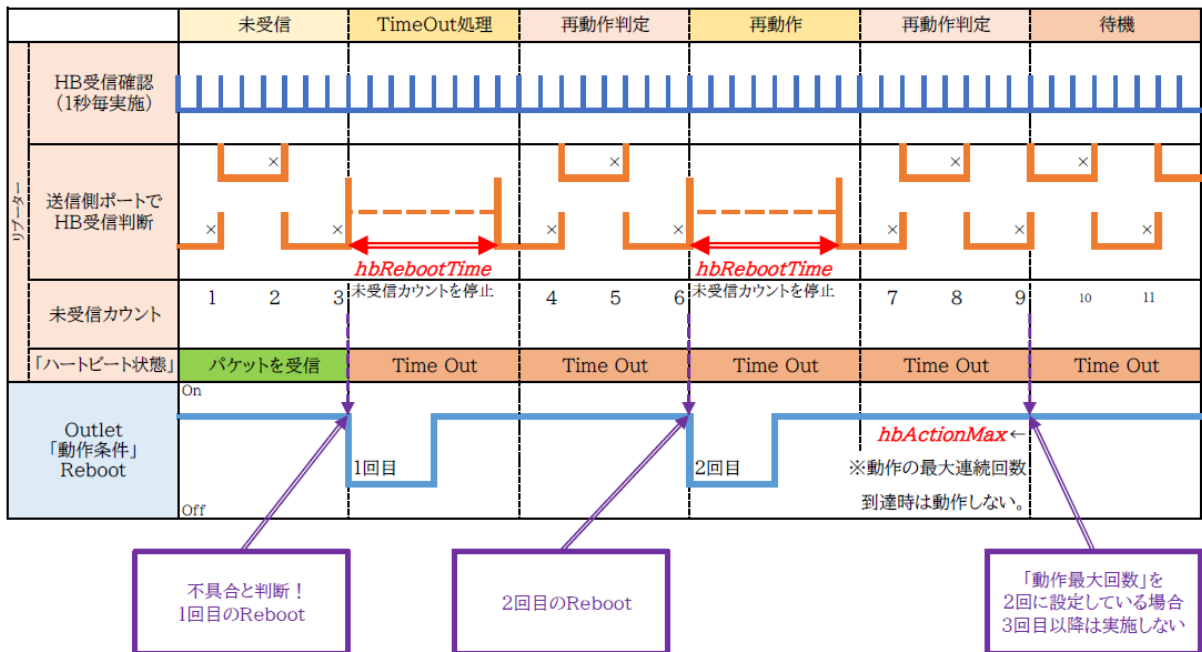 未受信
TimeOut処理
再動作判定
再動作
再動作判定
待機
リブーター
HB受信確認
(1秒毎実施)
送信側ポートで
HB受信判断
× × × × × × × × × × ×
hbRebootTime
hbRebootTime
未受信カウント
1 2 3
未受信カウントを停止
4 5 6
未受信カウントを停止
7 8 9
10 11
「ハートビート状態」
パケットを受信
Time Out
Time Out
Time Out
Time Out
Time Out
Outlet
「動作条件」
Reboot
On
Off
1回目
2回目
hbActionMax←
※動作の最大連続回数
到達時は動作しない。
不具合と判断！
1回目のReboot
2回目のReboot
「動作最大回数」を
2回に設定している場合
3回目以降は実施しない